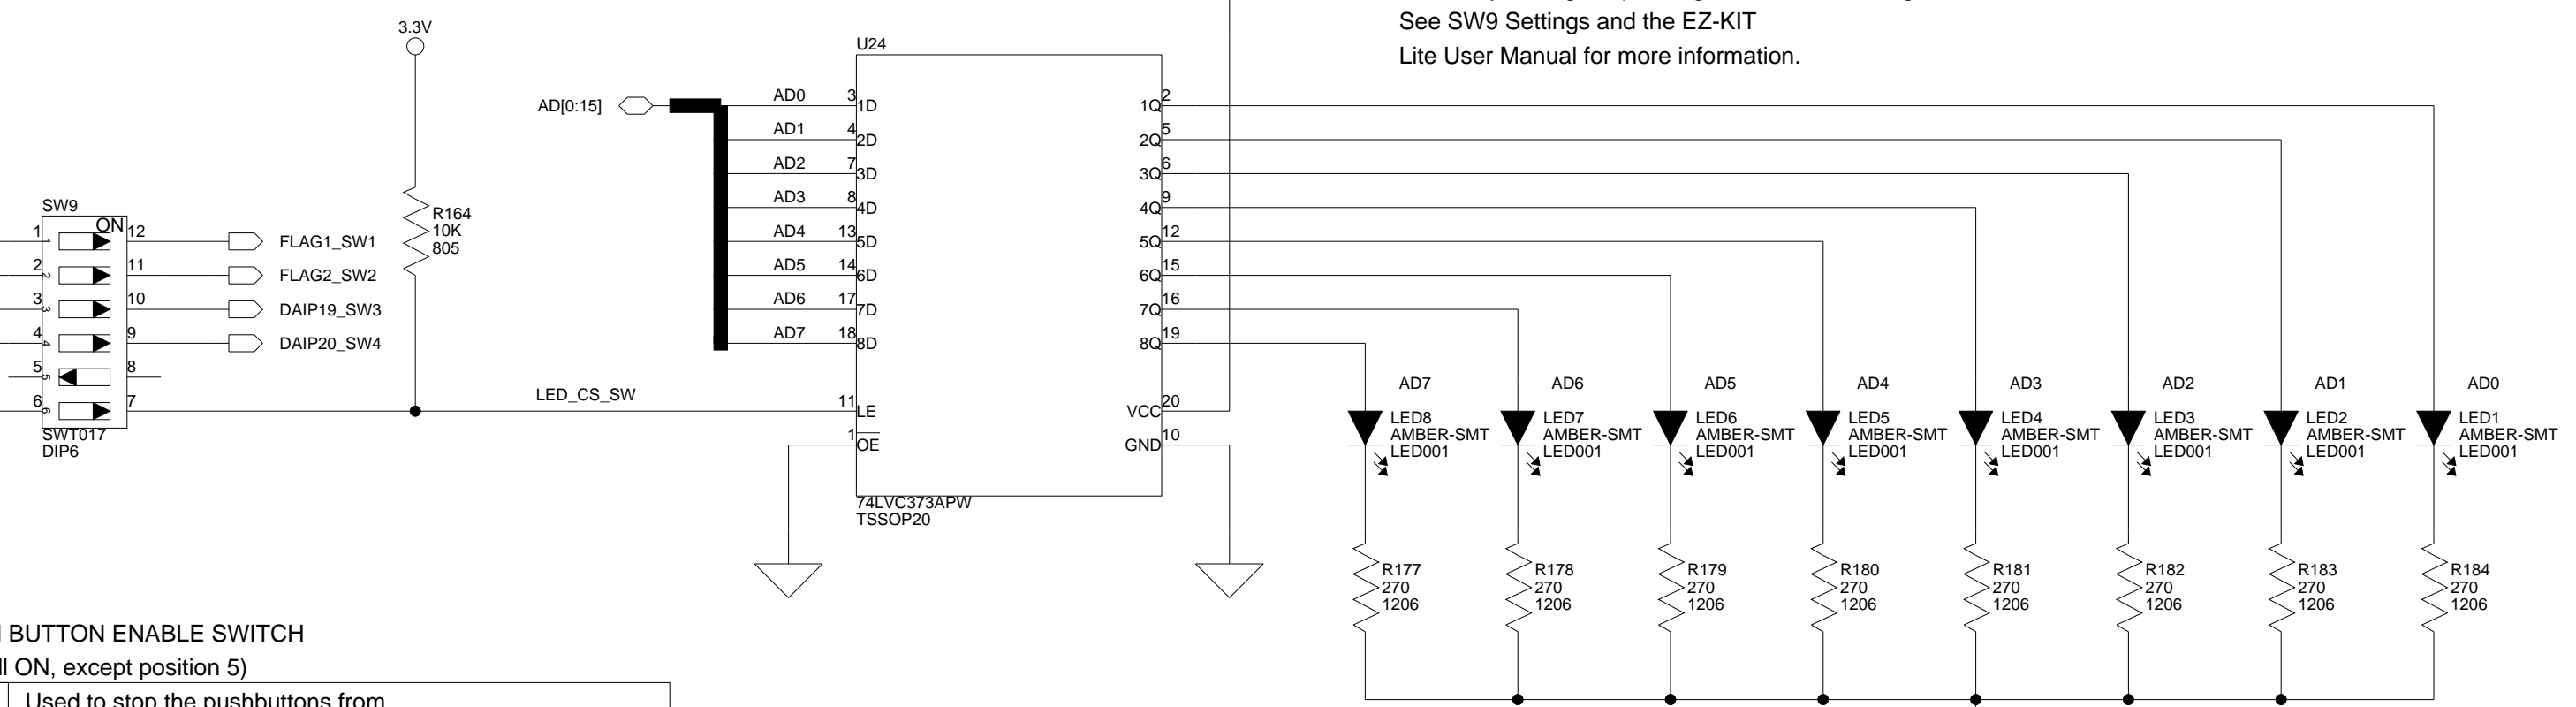 See SW9 Settings and the EZ-KIT
Lite User Manual for more information.
3.3V
R164
10K
805
SW9
ON
1 1 12 FLAG1_SW1
2 2 11 FLAG2_SW2
3 3 10 DAIP19_SW3
4 4 9 DAIP20_SW4
5 5 8
6 6 7
SWT017
DIP6
LED_CS_SW
AD[0:15]
U24
AD0 3 1D 1Q 2
AD1 4 2D 2Q 5
AD2 7 3D 3Q 6
AD3 8 4D 4Q 9
AD4 13 5D 5Q 12
AD5 14 6D 6Q 15
AD6 17 7D 7Q 16
AD7 18 8D 8Q 19
11 LE VCC 20
1 OE GND 10
74LVC373APW
TSSOP20
AD7 AD6 AD5 AD4 AD3 AD2 AD1 AD0
LED8 LED7 LED6 LED5 LED4 LED3 LED2 LED1
AMBER-SMT AMBER-SMT AMBER-SMT AMBER-SMT AMBER-SMT AMBER-SMT AMBER-SMT AMBER-SMT
LED001 LED001 LED001 LED001 LED001 LED001 LED001 LED001
R177 R178 R179 R180 R181 R182 R183 R184
270 270 270 270 270 270 270 270
1206 1206 1206 1206 1206 1206 1206 1206
BUTTON ENABLE SWITCH
ON, except position 5)
Used to stop the pushbuttons from